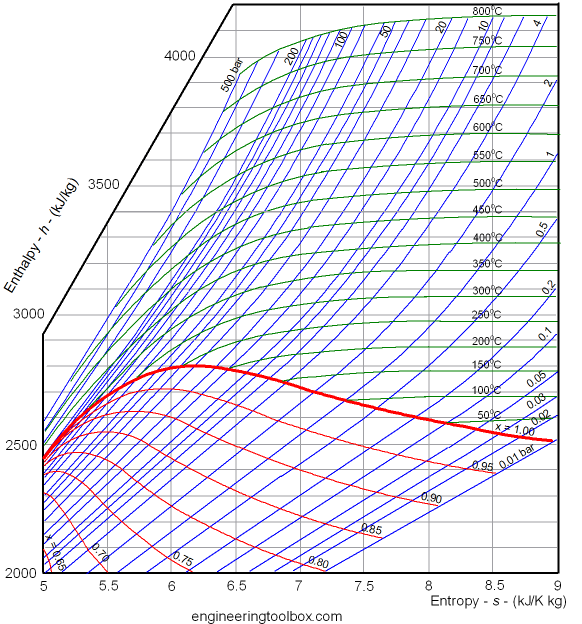 800°C
4
10
20
50
100
200
500 bar
750°C
4000
700°C
2
650°C
600°C
1
550°C
3500
500°C
450°C
0.5
400°C
350°C
Enthalpy - h - (kJ/kg)
300°C
0.2
3000
250°C
0.1
200°C
150°C
0.05
100°C
0.03
50°C
0.02
x = 1.00
2500
0.01 bar
0.95
0.90
0.85
x = 0.65
0.70
0.75
0.80
2000
5
5.5
6
6.5
7
7.5
8
8.5
9
Entropy - s - (kJ/K kg)
engineeringtoolbox.com